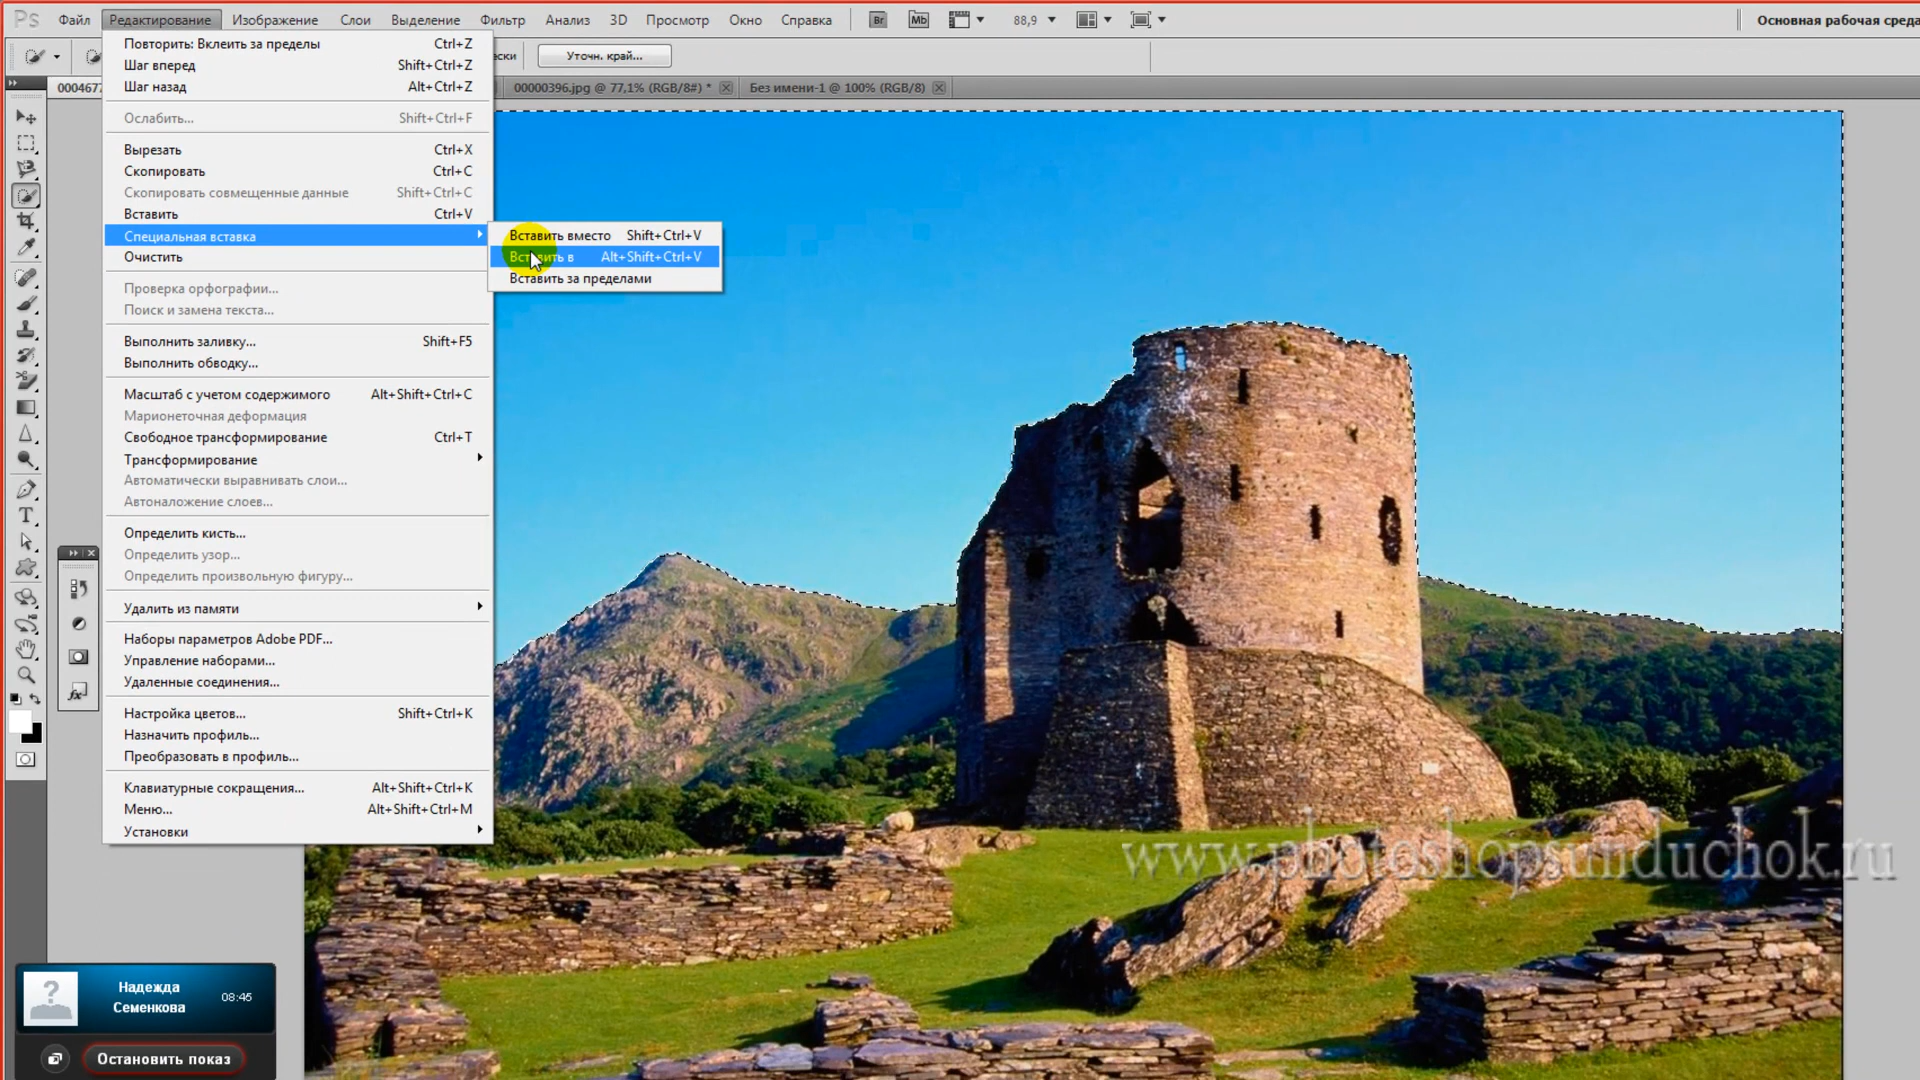 Ps Файл Редактирование Изображение Слои Выделение Фильтр Анализ 3D Просмотр Окно Справка Br Mb 88,9 Основная рабочая среда
Уточн. край...
00000396.jpg @ 77,1% (RGB/8#) * Без имени-1 @ 100% (RGB/8)
Повторить: Вклеить за пределы Ctrl+Z
Шаг вперед Shift+Ctrl+Z
Шаг назад Alt+Ctrl+Z
Ослабить... Shift+Ctrl+F
Вырезать Ctrl+X
Скопировать Ctrl+C
Скопировать совмещенные данные Shift+Ctrl+C
Вставить Ctrl+V
Специальная вставка
Очистить
Вставить вместо Shift+Ctrl+V
Вставить в Alt+Shift+Ctrl+V
Вставить за пределами
Проверка орфографии...
Поиск и замена текста...
Выполнить заливку... Shift+F5
Выполнить обводку...
Масштаб с учетом содержимого Alt+Shift+Ctrl+C
Марионеточная деформация
Свободное трансформирование Ctrl+T
Трансформирование
Автоматически выравнивать слои...
Автоналожение слоев...
Определить кисть...
Определить узор...
Определить произвольную фигуру...
Удалить из памяти
Наборы параметров Adobe PDF...
Управление наборами...
Удаленные соединения...
Настройка цветов... Shift+Ctrl+K
Назначить профиль...
Преобразовать в профиль...
Клавиатурные сокращения... Alt+Shift+Ctrl+K
Меню... Alt+Shift+Ctrl+M
Установки
www.photoshopsunduchok.ru
Надежда
Семенкова
08:45
Остановить показ